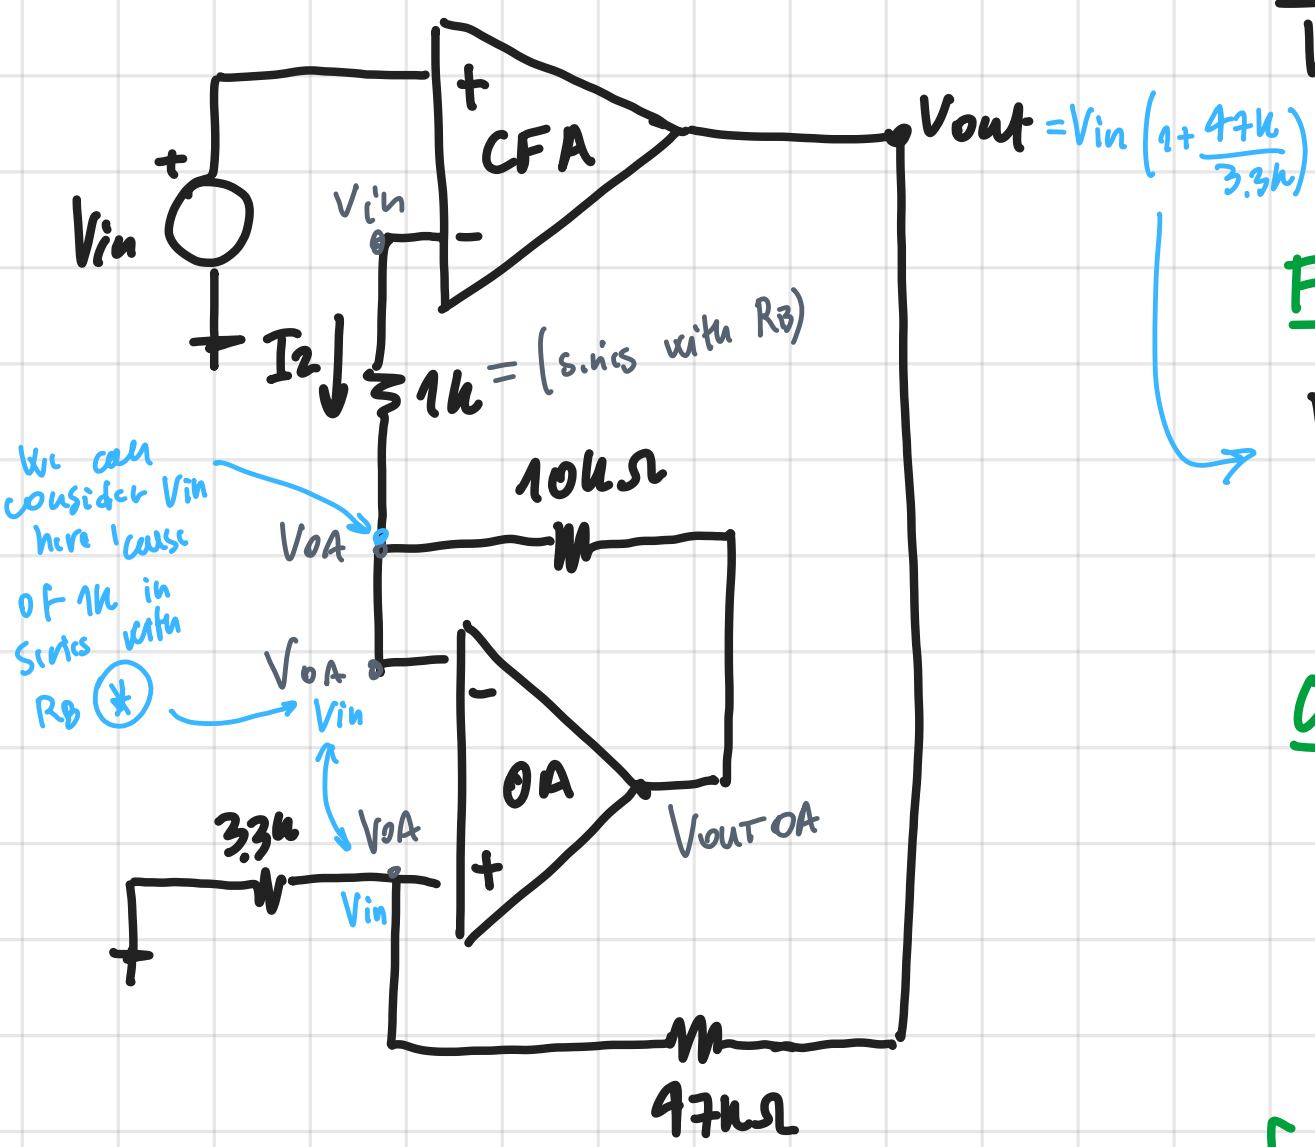 +
CFA
-
+
Vin
Vin
Vout = Vin (1 + 47k / 3.3k)
I2
1k = (series with RB)
We can
consider Vin
here 'cause
of 1k in
series with
RB *
10kΩ
VOA
VOA
Vin
-
OA
+
VOUTOA
3.3k
VOA
Vin
47kΩ